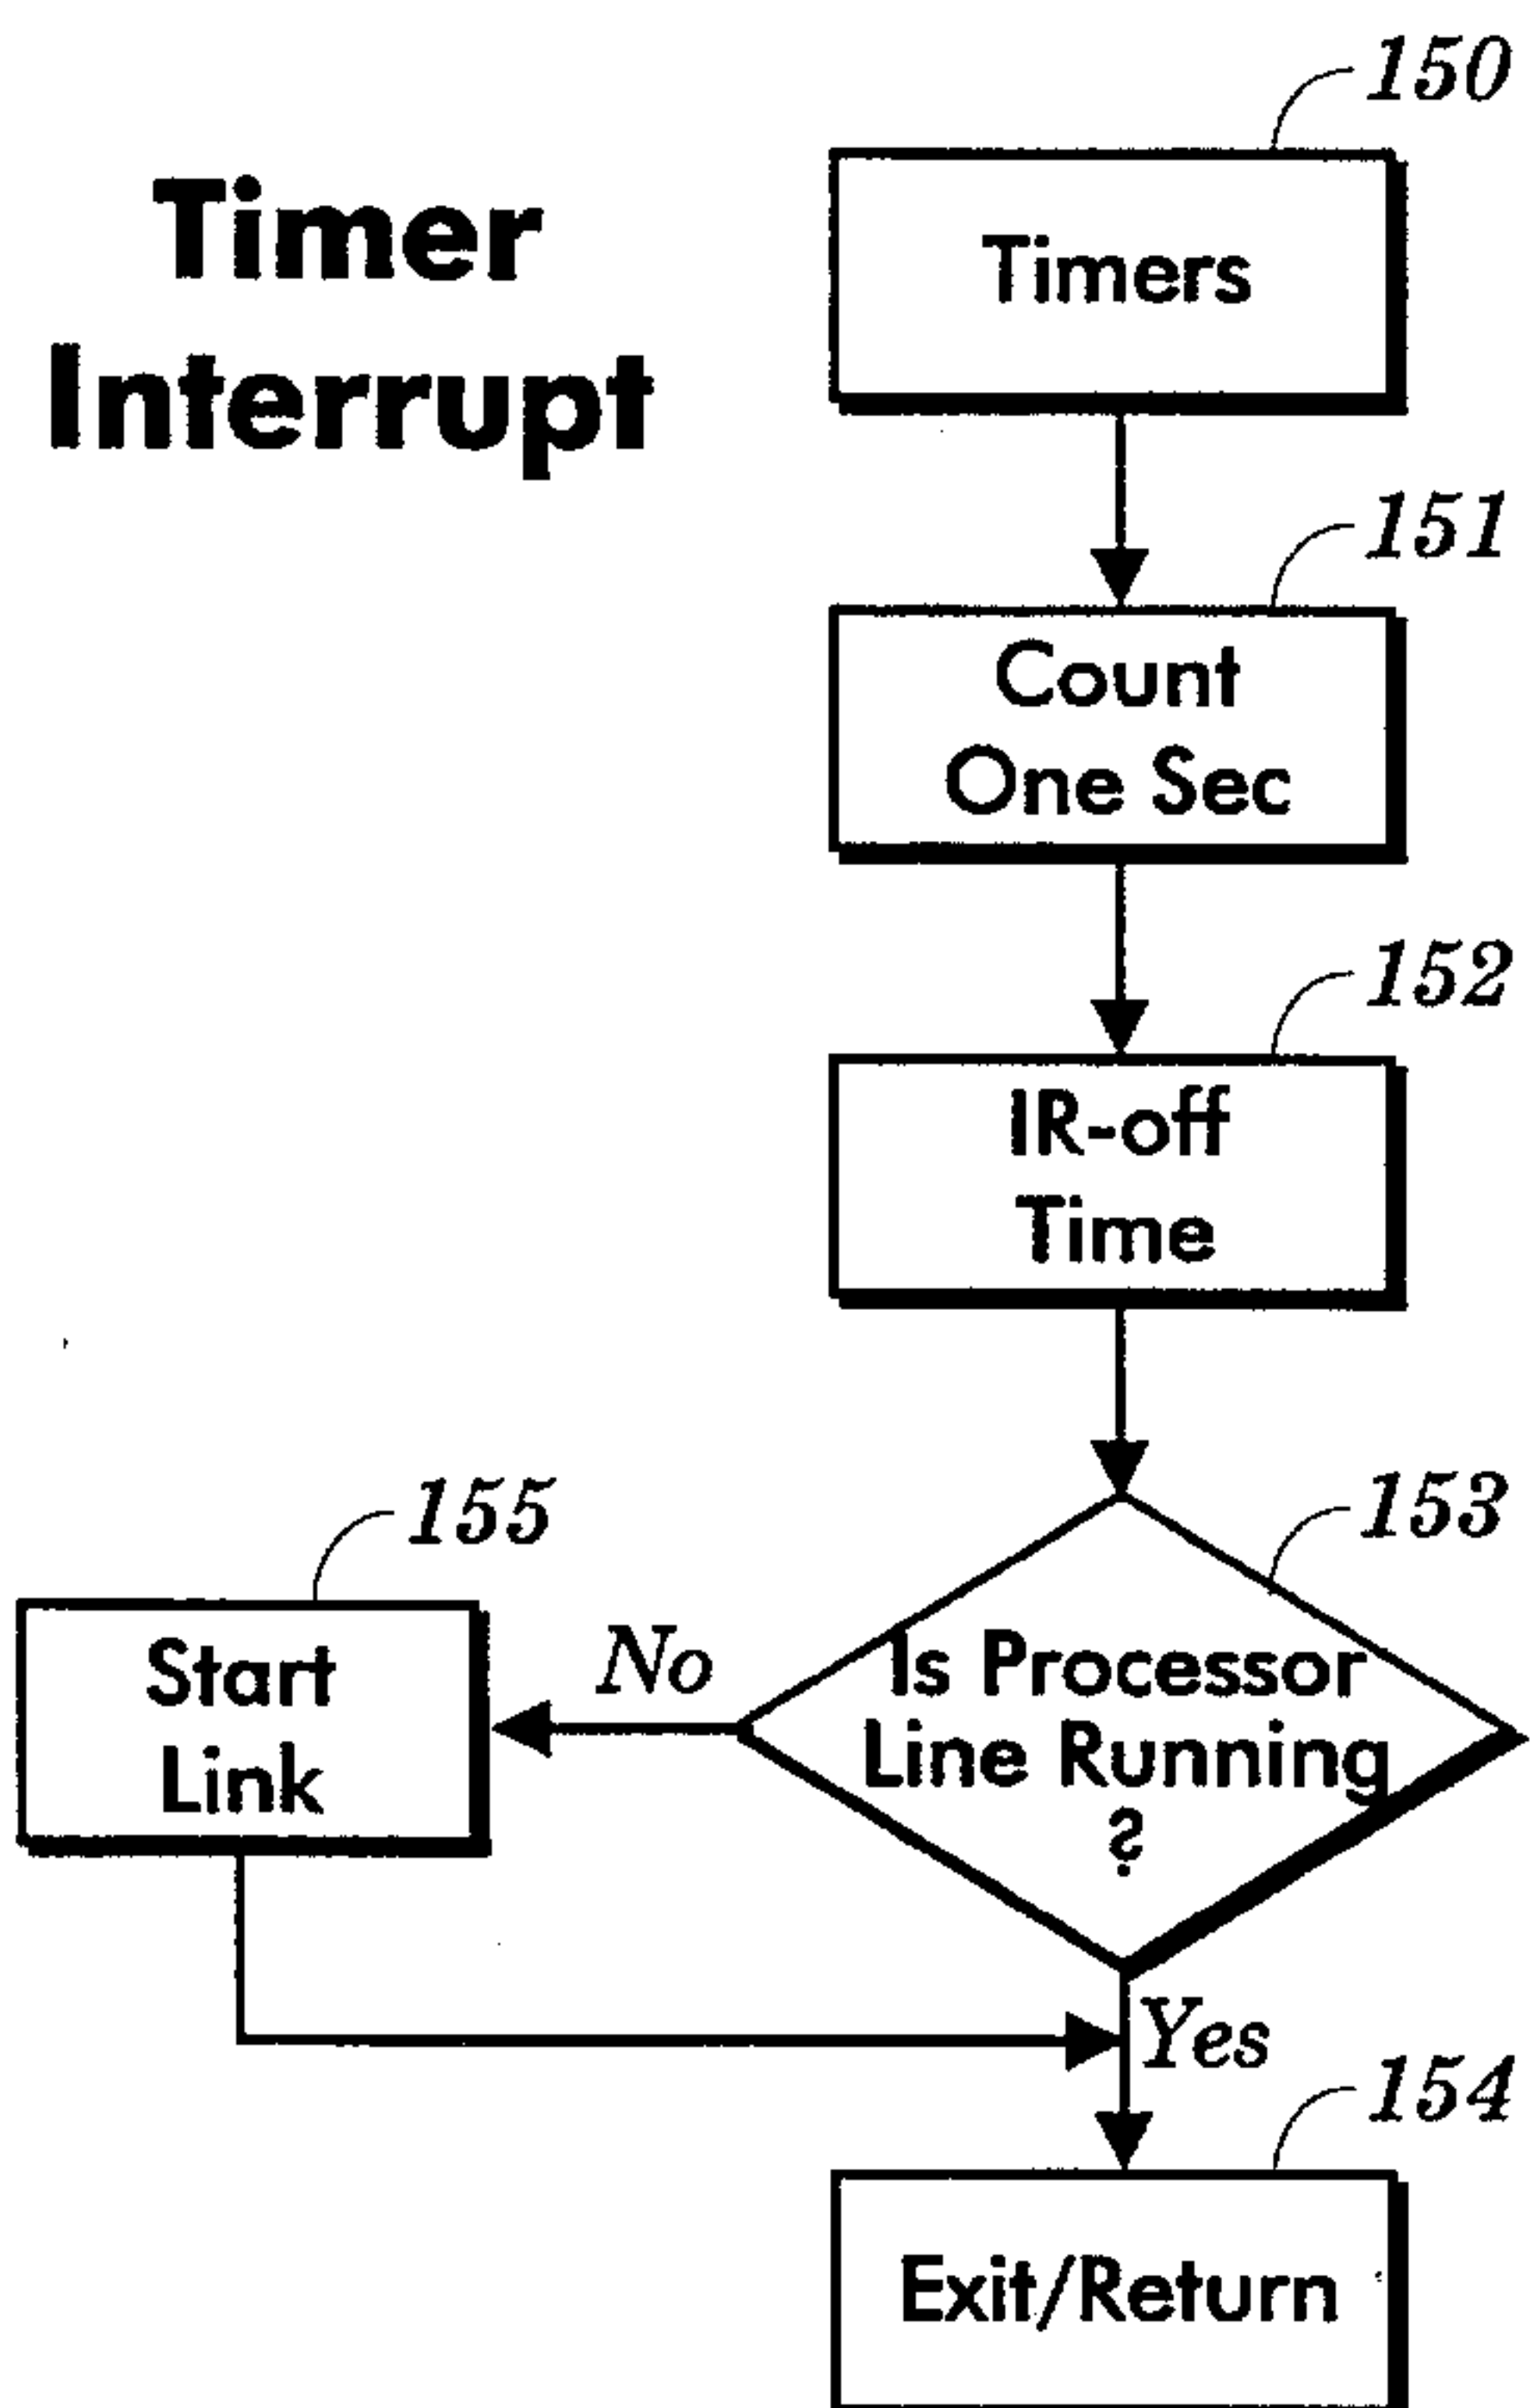 Timer
Interrupt
150
Timers
151
Count
One Sec
152
IR-off
Time
153
Is Processor
Line Running
?
No
155
Start
Link
Yes
154
Exit/Return